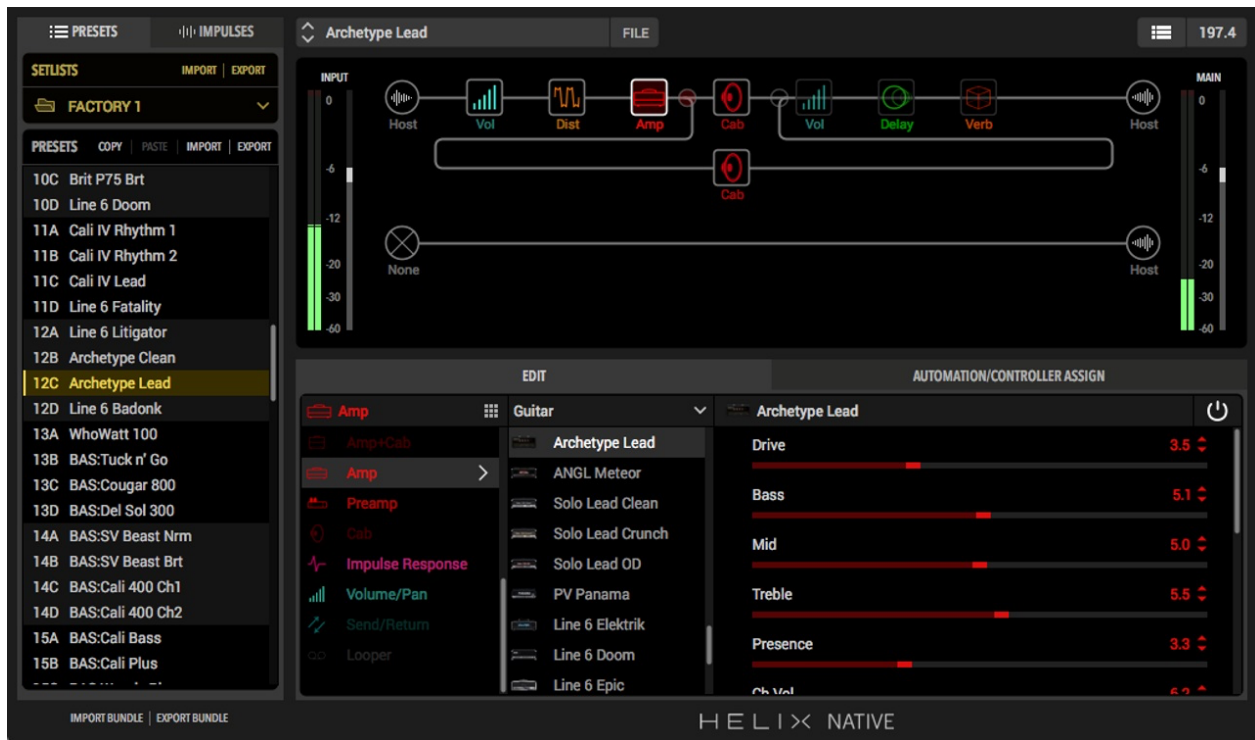 PRESETS
IMPULSES
SETLISTS IMPORT | EXPORT
FACTORY 1
PRESETS COPY | PASTE | IMPORT | EXPORT
10C Brit P75 Brt
10D Line 6 Doom
11A Cali IV Rhythm 1
11B Cali IV Rhythm 2
11C Cali IV Lead
11D Line 6 Fatality
12A Line 6 Litigator
12B Archetype Clean
12C Archetype Lead
12D Line 6 Badonk
13A WhoWatt 100
13B BAS:Tuck n' Go
13C BAS:Cougar 800
13D BAS:Del Sol 300
14A BAS:SV Beast Nrm
14B BAS:SV Beast Brt
14C BAS:Cali 400 Ch1
14D BAS:Cali 400 Ch2
15A BAS:Cali Bass
15B BAS:Cali Plus
IMPORT BUNDLE | EXPORT BUNDLE
Archetype Lead
FILE
197.4
INPUT
0
-6
-12
-20
-30
-60
Host
Vol
Dist
Amp
Cab
Vol
Delay
Verb
Host
Cab
None
Host
MAIN
0
-6
-12
-20
-30
-60
EDIT
AUTOMATION/CONTROLLER ASSIGN
Amp
Amp+Cab
Amp
Preamp
Cab
Impulse Response
Volume/Pan
Send/Return
Looper
Guitar
Archetype Lead
ANGL Meteor
Solo Lead Clean
Solo Lead Crunch
Solo Lead OD
PV Panama
Line 6 Elektrik
Line 6 Doom
Line 6 Epic
Archetype Lead
Drive 3.5
Bass 5.1
Mid 5.0
Treble 5.5
Presence 3.3
Ch Vol 6.2
HELIX NATIVE